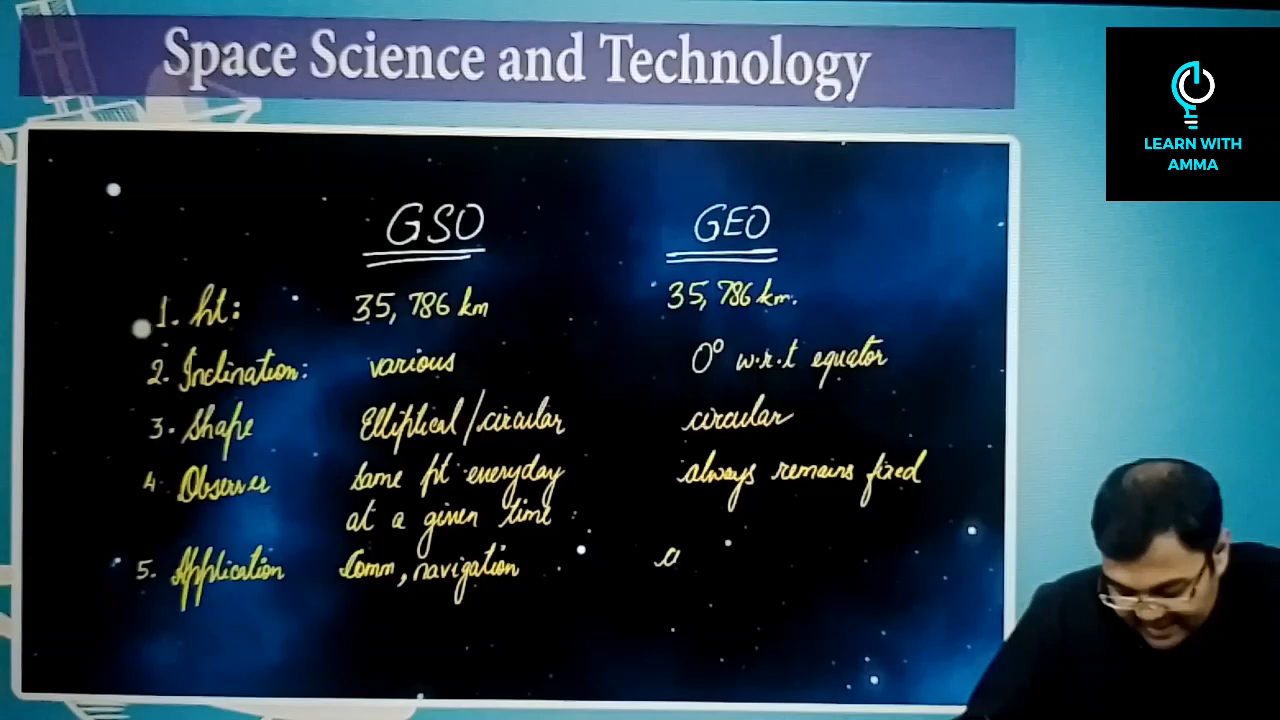 Space Science and Technology
LEARN WITH
AMMA
GSO GEO
1. ht: 35,786 km 35,786 km.
2. Inclination: various 0° w.r.t equator
3. Shape Elliptical/circular circular
4. Observer same pt everyday always remains fixed
at a given time
5. Application Comm, navigation